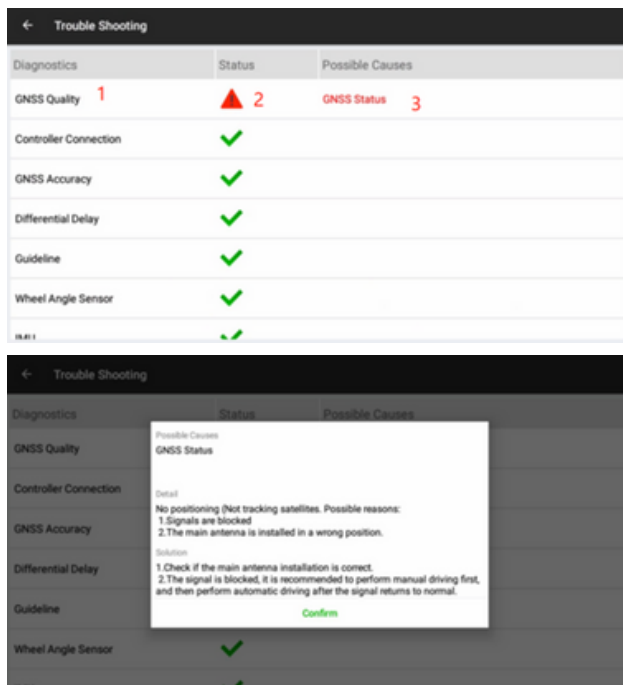 ← Trouble Shooting
Diagnostics Status Possible Causes
GNSS Quality 1 2 GNSS Status 3
Controller Connection
GNSS Accuracy
Differential Delay
Guideline
Wheel Angle Sensor
IMU
← Trouble Shooting
Diagnostics Status Possible Causes
GNSS Quality
Controller Connection
GNSS Accuracy
Differential Delay
Guideline
Wheel Angle Sensor
Possible Causes
GNSS Status
Detail
No positioning (Not tracking satellites. Possible reasons:
1.Signals are blocked
2.The main antenna is installed in a wrong position.
Solution
1.Check if the main antenna installation is correct.
2.The signal is blocked, it is recommended to perform manual driving first,
and then perform automatic driving after the signal returns to normal.
Confirm